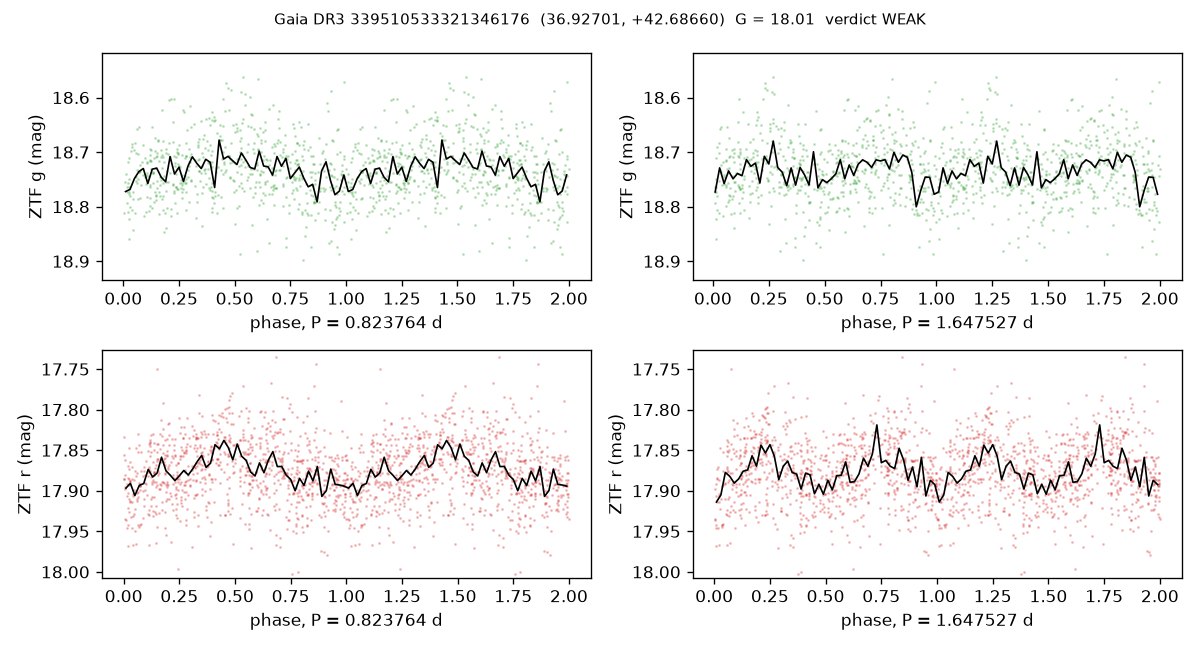 Gaia DR3 339510533321346176 (36.92701, +42.68660) G = 18.01 verdict WEAK
ZTF g (mag)
18.6
18.7
18.8
18.9
0.00 0.25 0.50 0.75 1.00 1.25 1.50 1.75 2.00
phase, P = 0.823764 d
ZTF g (mag)
18.6
18.7
18.8
18.9
0.00 0.25 0.50 0.75 1.00 1.25 1.50 1.75 2.00
phase, P = 1.647527 d
ZTF r (mag)
17.75
17.80
17.85
17.90
17.95
18.00
0.00 0.25 0.50 0.75 1.00 1.25 1.50 1.75 2.00
phase, P = 0.823764 d
ZTF r (mag)
17.75
17.80
17.85
17.90
17.95
18.00
0.00 0.25 0.50 0.75 1.00 1.25 1.50 1.75 2.00
phase, P = 1.647527 d